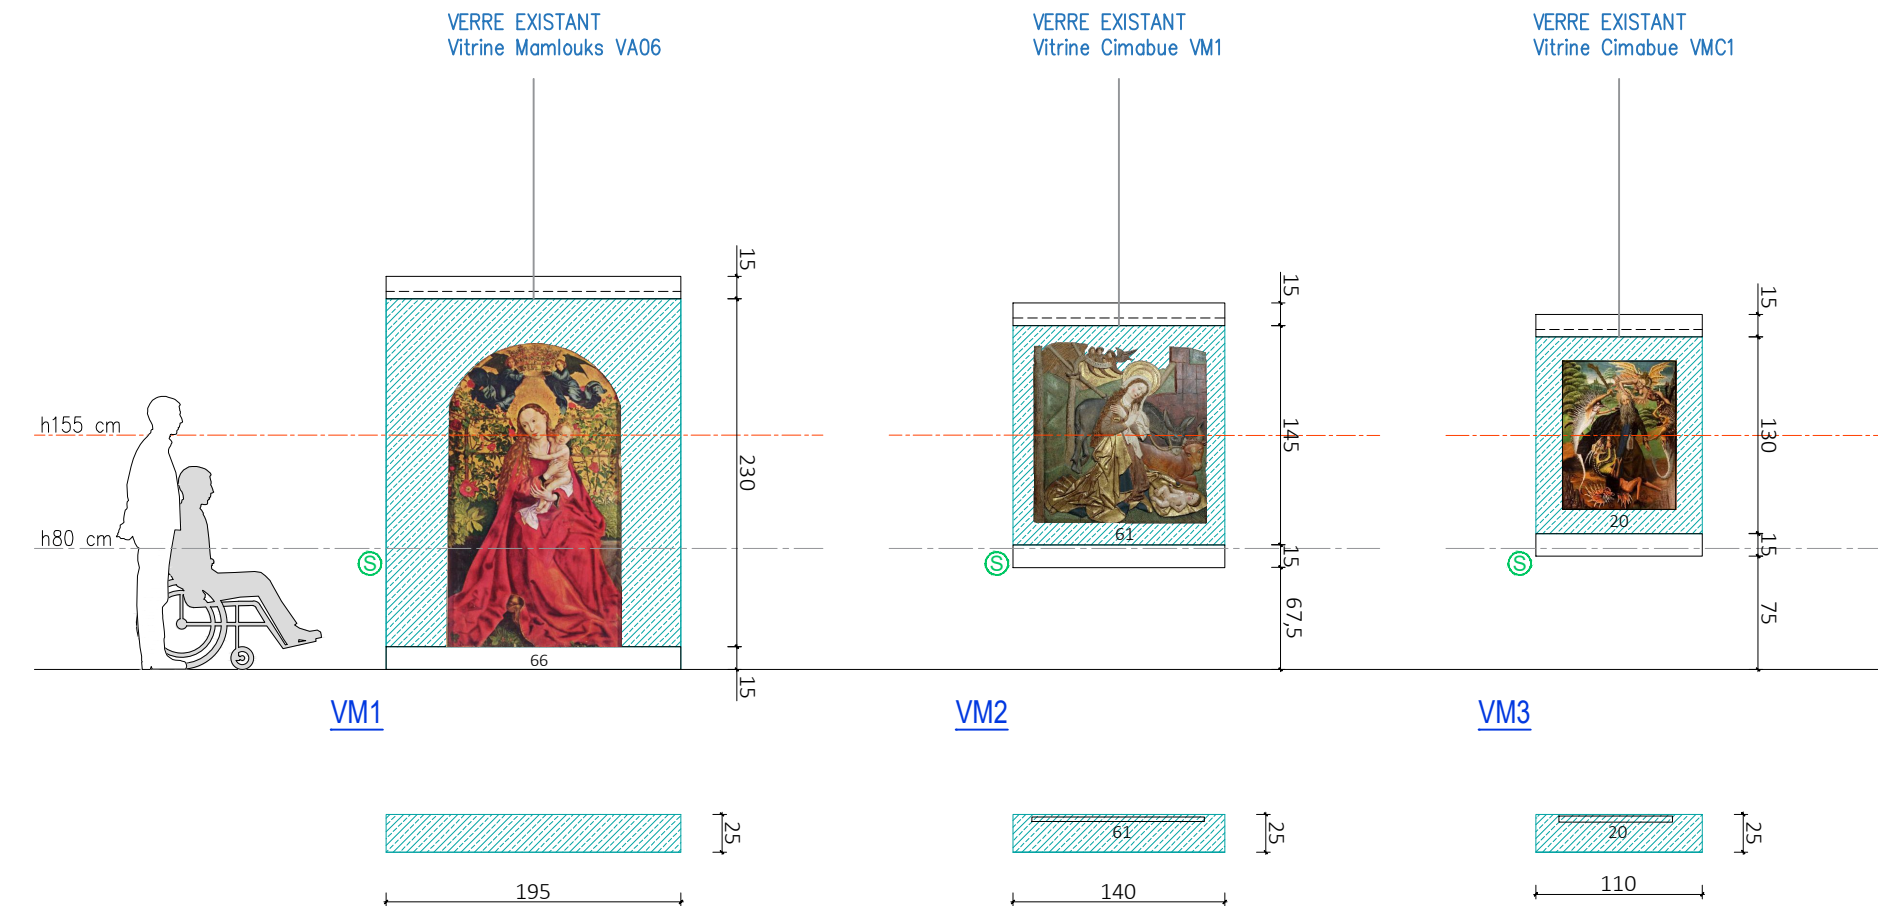 VERRE EXISTANT
Vitrine Mamlouks VA06
VERRE EXISTANT
Vitrine Cimabue VM1
VERRE EXISTANT
Vitrine Cimabue VMC1
h155 cm
h80 cm
S
66
15
230
15
S
61
15
145
15
67,5
S
20
15
130
15
75
VM1
VM2
VM3
25
61
25
20
25
195
140
110